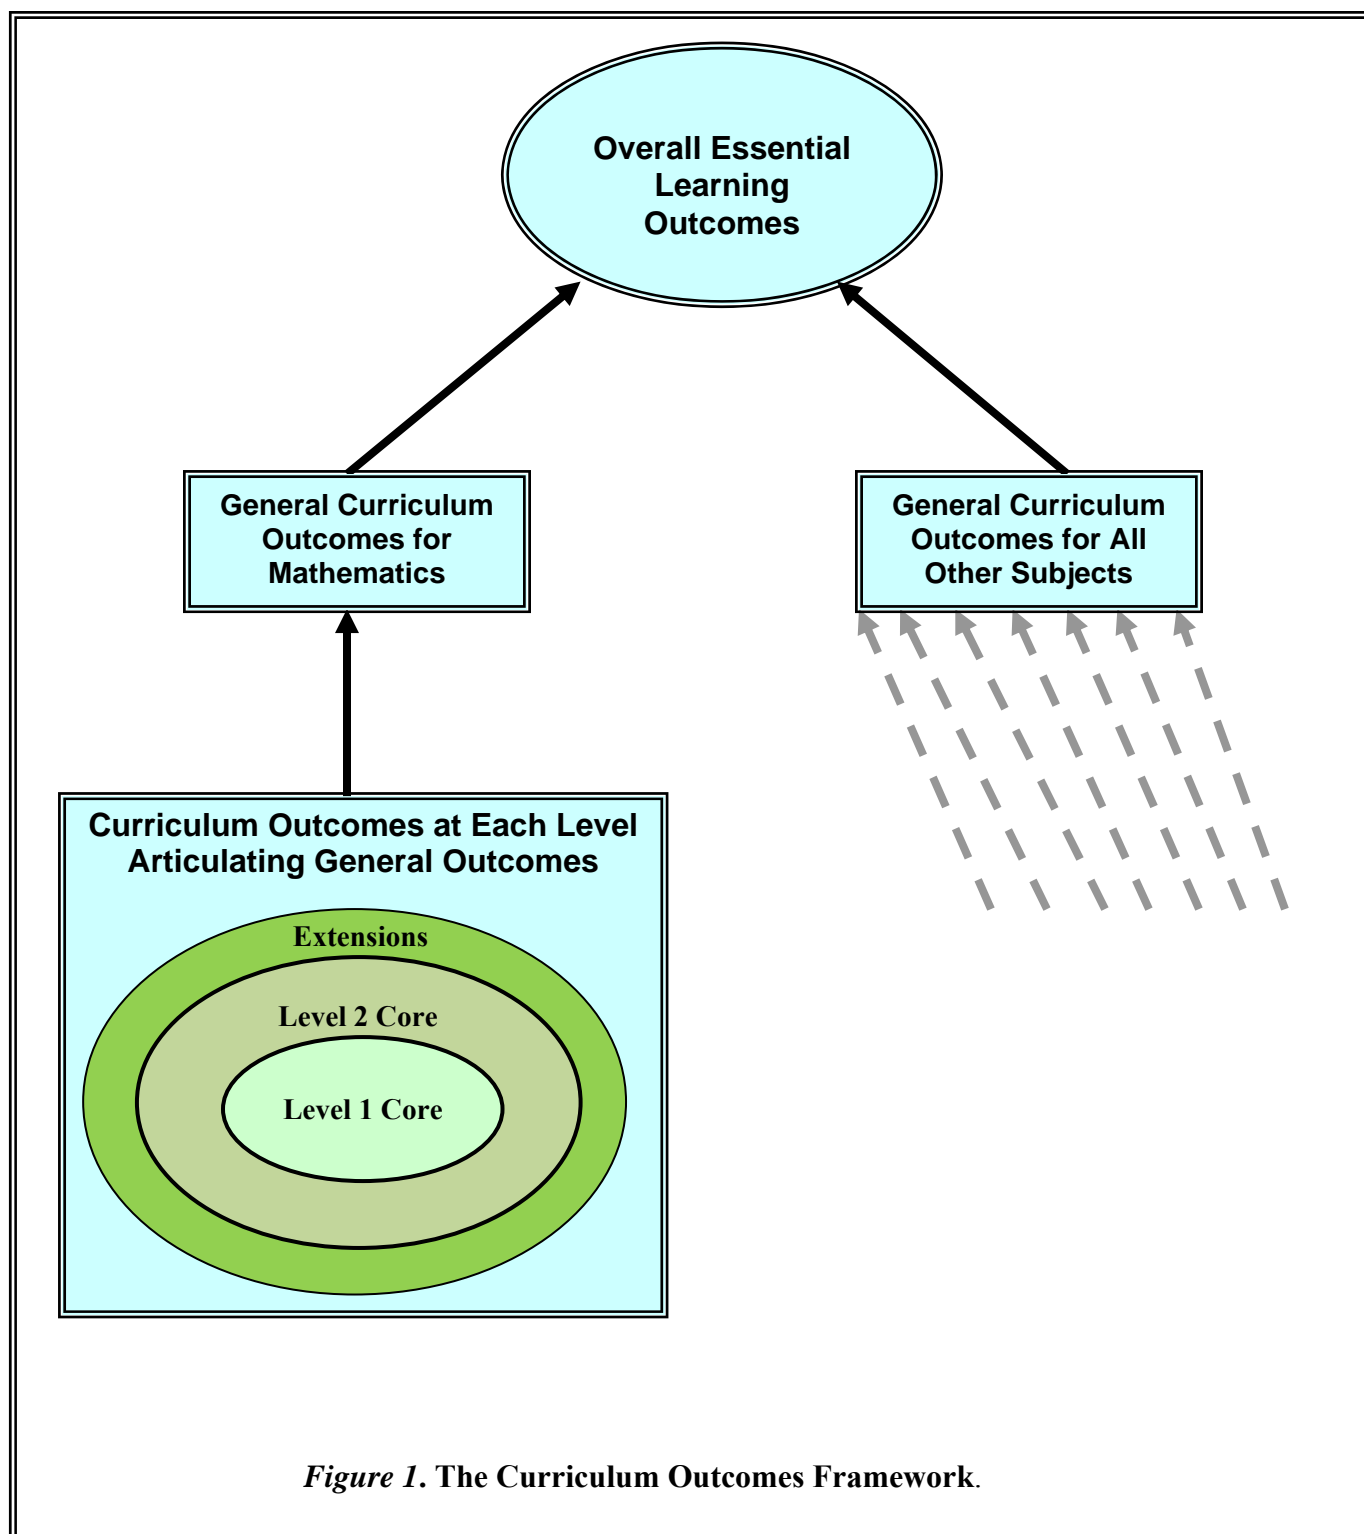 Overall Essential
Learning
Outcomes
General Curriculum
Outcomes for
Mathematics
General Curriculum
Outcomes for All
Other Subjects
Curriculum Outcomes at Each Level
Articulating General Outcomes
Extensions
Level 2 Core
Level 1 Core
Figure 1. The Curriculum Outcomes Framework.